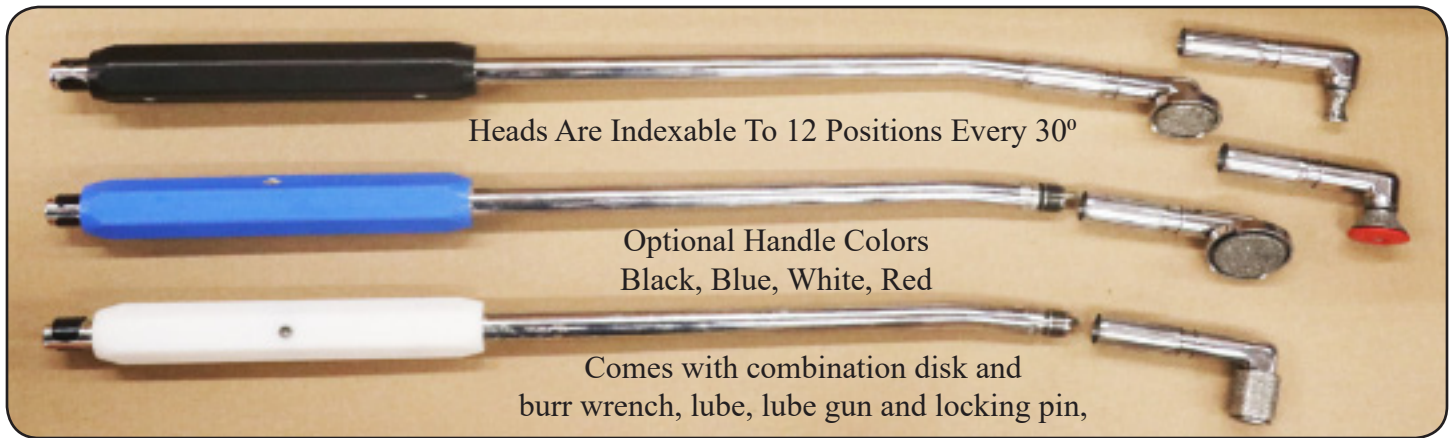 Heads Are Indexable To 12 Positions Every 30º
Optional Handle Colors
Black, Blue, White, Red
Comes with combination disk and
burr wrench, lube, lube gun and locking pin,